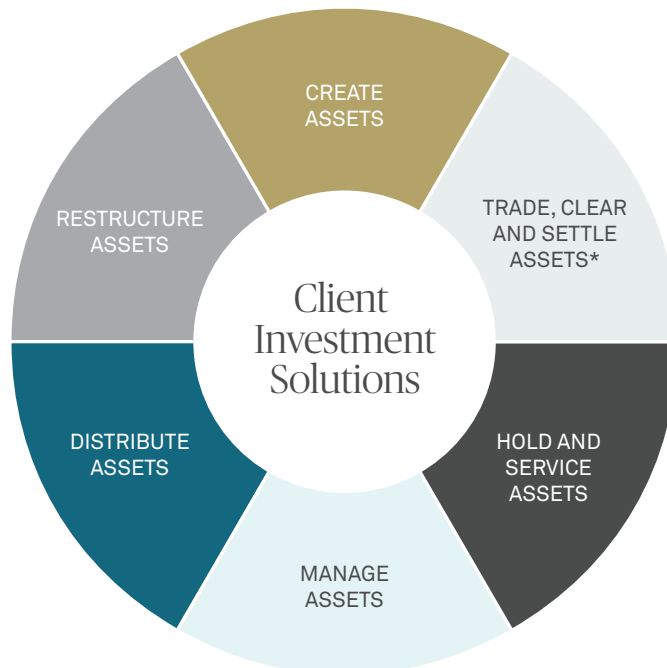 CREATE
ASSETS
TRADE, CLEAR
AND SETTLE
ASSETS*
HOLD AND
SERVICE
ASSETS
MANAGE
ASSETS
DISTRIBUTE
ASSETS
RESTRUCTURE
ASSETS
Client
Investment
Solutions